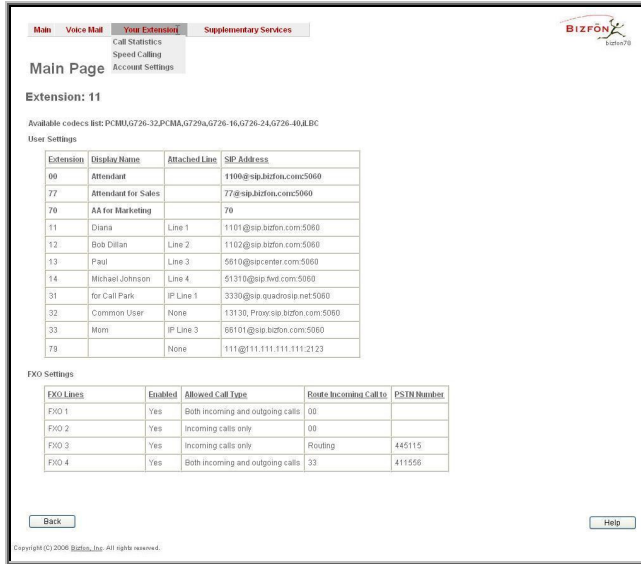 Main Voice Mail Your Extension Supplementary Services
BIZFŌN
bizfon78
Call Statistics
Speed Calling
Account Settings
Main Page
Extension: 11
Available codecs list: PCMU,G726-32,PCMA,G729a,G726-16,G726-24,G726-40,iLBC
User Settings
Extension Display Name Attached Line SIP Address
00 Attendant 1100@sip.bizfon.com:5060
77 Attendant for Sales 77@sip.bizfon.com:5060
70 AA for Marketing 70
11 Diana Line 1 1101@sip.bizfon.com:5060
12 Bob Dillan Line 2 1102@sip.bizfon.com:5060
13 Paul Line 3 5610@sipcenter.com:5060
14 Michael Johnson Line 4 51310@sip.fwd.com:5060
31 for Call Park IP Line 1 3330@sip.quadrosip.net:5060
32 Common User None 13130, Proxy:sip.bizfon.com:5060
33 Mom IP Line 3 66101@sip.bizfon.com:5060
79 None 111@111.111.111.111:2123
FXO Settings
FXO Lines Enabled Allowed Call Type Route Incoming Call to PSTN Number
FXO 1 Yes Both incoming and outgoing calls 00
FXO 2 Yes Incoming calls only 00
FXO 3 Yes Incoming calls only Routing 445115
FXO 4 Yes Both incoming and outgoing calls 33 411556
Back Help
Copyright (C) 2006 Bizfon, Inc. All rights reserved.